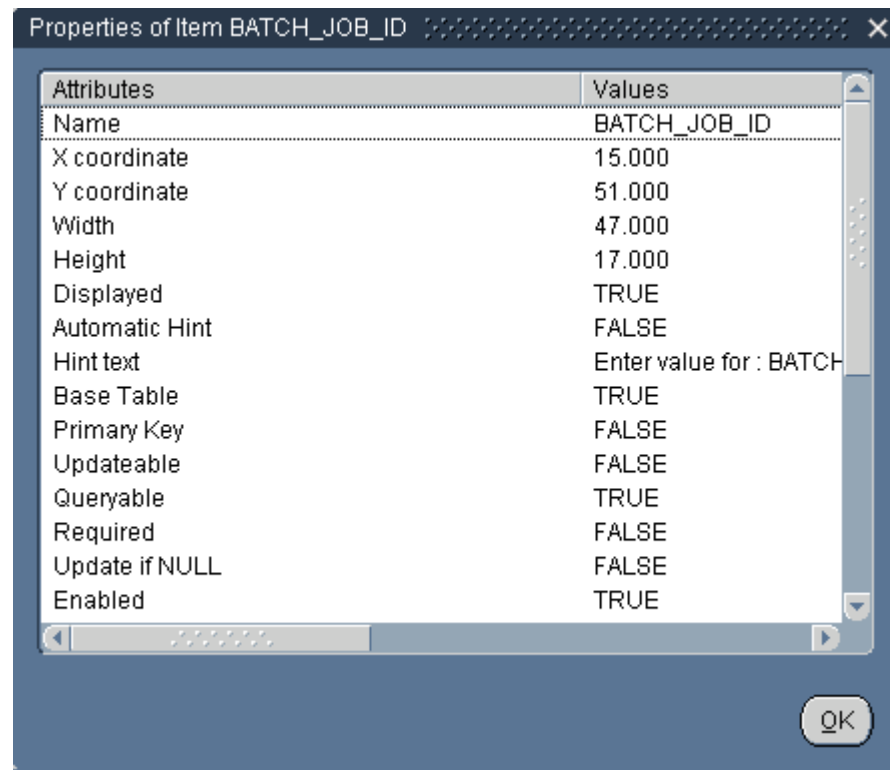 Properties of Item BATCH_JOB_ID
Attributes Values
Name BATCH_JOB_ID
X coordinate 15.000
Y coordinate 51.000
Width 47.000
Height 17.000
Displayed TRUE
Automatic Hint FALSE
Hint text Enter value for : BATCH
Base Table TRUE
Primary Key FALSE
Updateable FALSE
Queryable TRUE
Required FALSE
Update if NULL FALSE
Enabled TRUE
OK